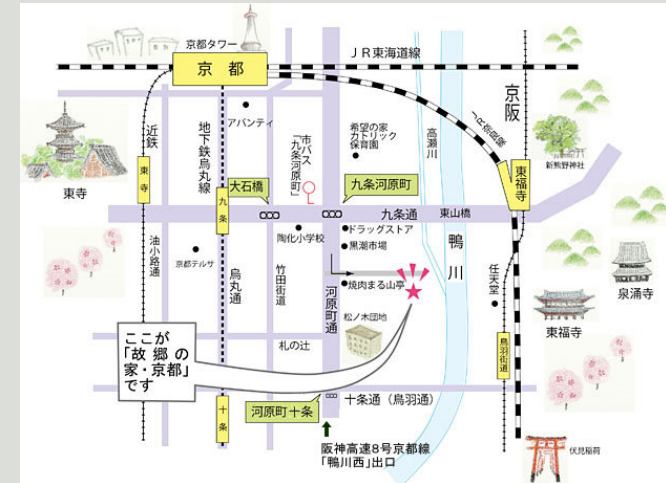 京都タワー
京都
JR東海道線
京阪
JR奈良線
近鉄
地下鉄烏丸線
アバンティ
市バス
「九条河原町」
希望の家
カトリック
保育園
高瀬川
新熊野神社
東寺
東寺
大石橋
九条河原町
東福寺
九条
九条通
東山橋
陶化小学校
ドラッグストア
黒潮市場
鴨川
油小路通
京都テルサ
烏丸通
竹田街道
河原町通
焼肉まる山亭
任天堂
泉涌寺
東福寺
松ノ木団地
札の辻
鳥羽街道
ここが
「故郷の
家・京都」
です
十条
河原町十条
十条通(鳥羽通)
阪神高速8号京都線
「鴨川西」出口
伏見稲荷